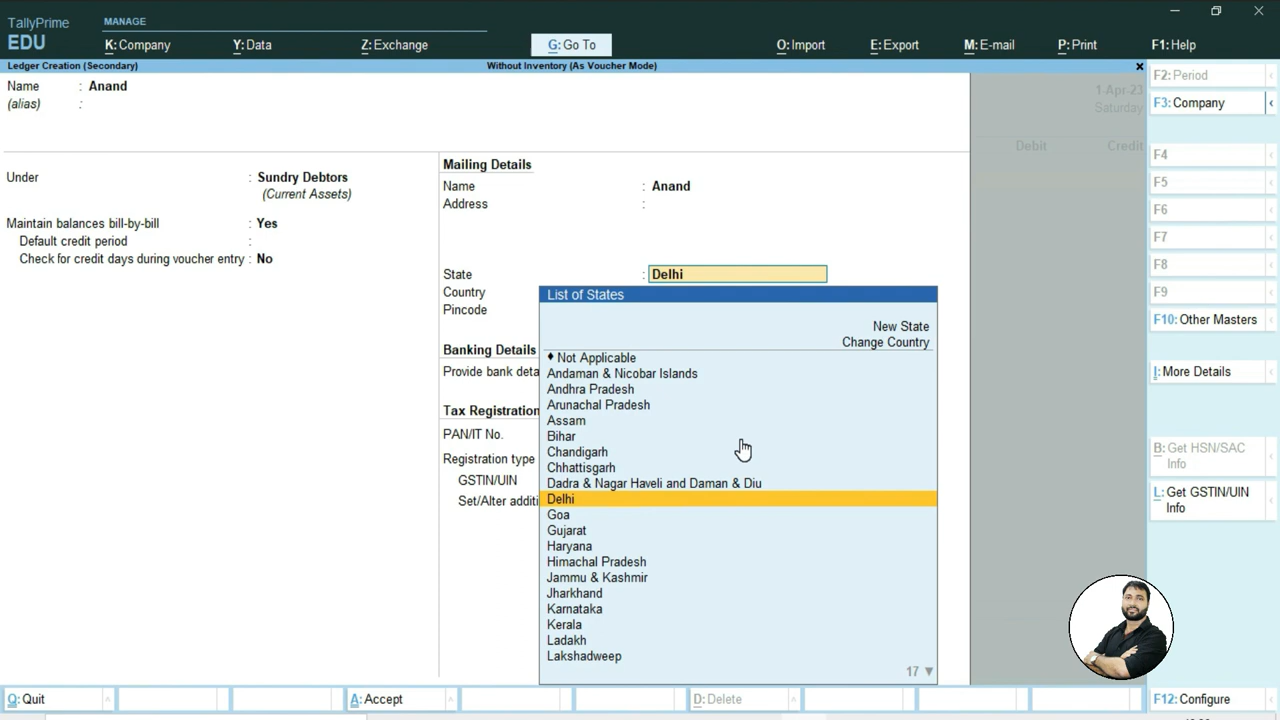 TallyPrime
EDU
MANAGE
K: Company
Y: Data
Z: Exchange
G: Go To
O: Import
E: Export
M: E-mail
P: Print
F1: Help
Ledger Creation (Secondary)
Without Inventory (As Voucher Mode)
Name : Anand
(alias) :
Under : Sundry Debtors
(Current Assets)
Maintain balances bill-by-bill : Yes
Default credit period :
Check for credit days during voucher entry : No
Mailing Details
Name : Anand
Address :
State : Delhi
Country
Pincode
Banking Details
Provide bank deta
Tax Registration
PAN/IT No.
Registration type
GSTIN/UIN
Set/Alter additi
List of States
New State
Change Country
♦ Not Applicable
Andaman & Nicobar Islands
Andhra Pradesh
Arunachal Pradesh
Assam
Bihar
Chandigarh
Chhattisgarh
Dadra & Nagar Haveli and Daman & Diu
Delhi
Goa
Gujarat
Haryana
Himachal Pradesh
Jammu & Kashmir
Jharkhand
Karnataka
Kerala
Ladakh
Lakshadweep
17 ▼
1-Apr-23
Saturday
Debit Credit
F2: Period
F3: Company
F4
F5
F6
F7
F8
F9
F10: Other Masters
I: More Details
B: Get HSN/SAC
Info
L: Get GSTIN/UIN
Info
Q: Quit
A: Accept
D: Delete
F12: Configure